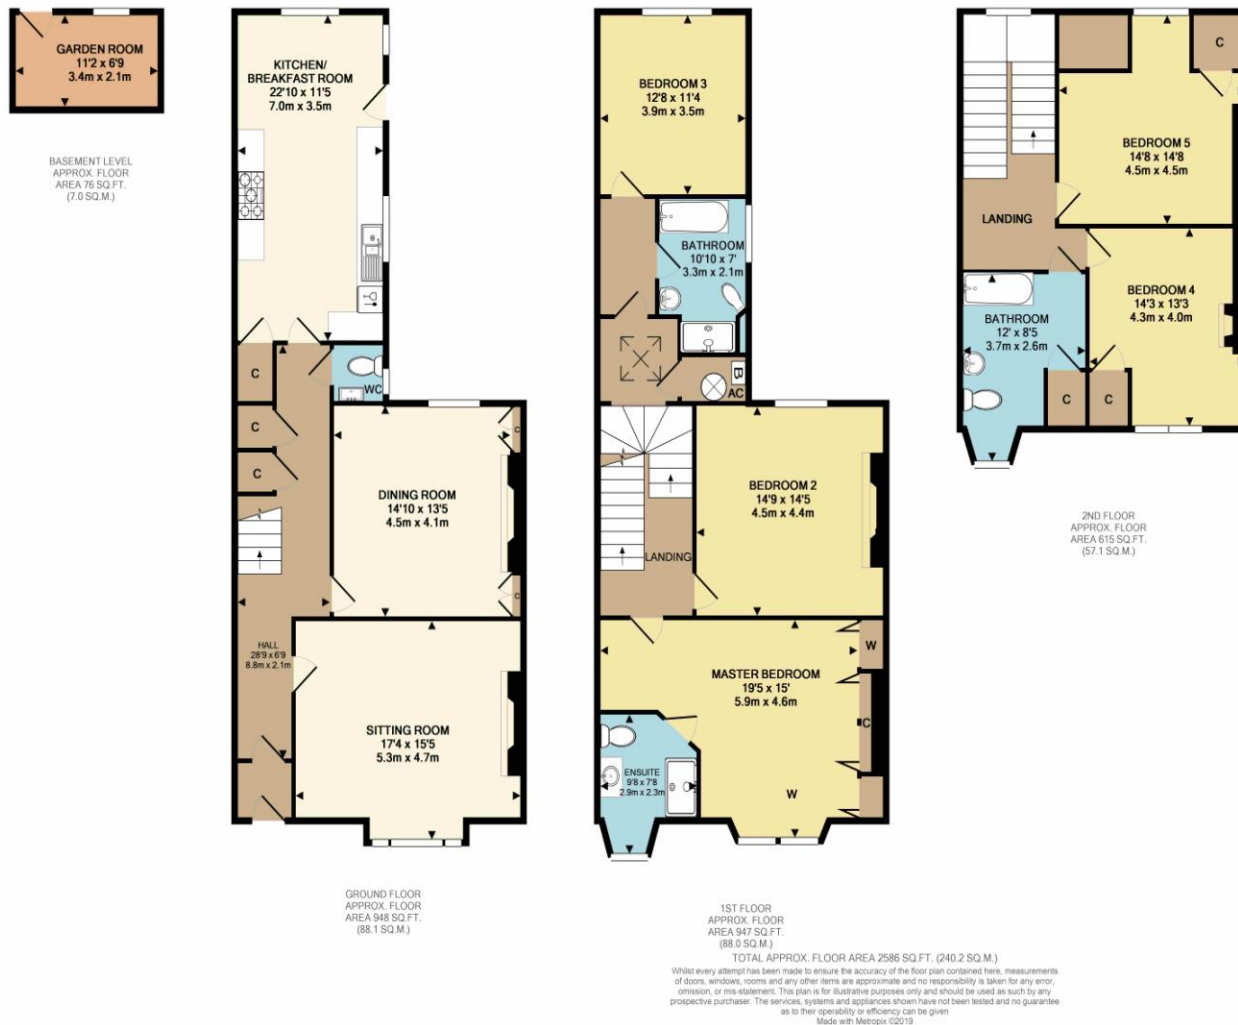 GARDEN ROOM
11'2 x 6'9
3.4m x 2.1m
BASEMENT LEVEL
APPROX. FLOOR
AREA 76 SQ.FT.
(7.0 SQ.M.)
KITCHEN/
BREAKFAST ROOM
22'10 x 11'5
7.0m x 3.5m
C
WC
C
C
DINING ROOM
14'10 x 13'5
4.5m x 4.1m
C
C
HALL
28'9 x 6'9
8.8m x 2.1m
SITTING ROOM
17'4 x 15'5
5.3m x 4.7m
GROUND FLOOR
APPROX. FLOOR
AREA 948 SQ.FT.
(88.1 SQ.M.)
BEDROOM 3
12'8 x 11'4
3.9m x 3.5m
BATHROOM
10'10 x 7'
3.3m x 2.1m
B
AC
BEDROOM 2
14'9 x 14'5
4.5m x 4.4m
LANDING
MASTER BEDROOM
19'5 x 15'
5.9m x 4.6m
W
C
ENSUITE
9'8 x 7'8
2.9m x 2.3m
W
1ST FLOOR
APPROX. FLOOR
AREA 947 SQ.FT.
(88.0 SQ.M.)
C
BEDROOM 5
14'8 x 14'8
4.5m x 4.5m
LANDING
BEDROOM 4
14'3 x 13'3
4.3m x 4.0m
BATHROOM
12' x 8'5
3.7m x 2.6m
C
C
2ND FLOOR
APPROX. FLOOR
AREA 615 SQ.FT.
(57.1 SQ.M.)
TOTAL APPROX. FLOOR AREA 2586 SQ.FT. (240.2 SQ.M.)
Whilst every attempt has been made to ensure the accuracy of the floor plan contained here, measurements
of doors, windows, rooms and any other items are approximate and no responsibility is taken for any error,
omission, or mis-statement. This plan is for illustrative purposes only and should be used as such by any
prospective purchaser. The services, systems and appliances shown have not been tested and no guarantee
as to their operability or efficiency can be given
Made with Metropix ©2019